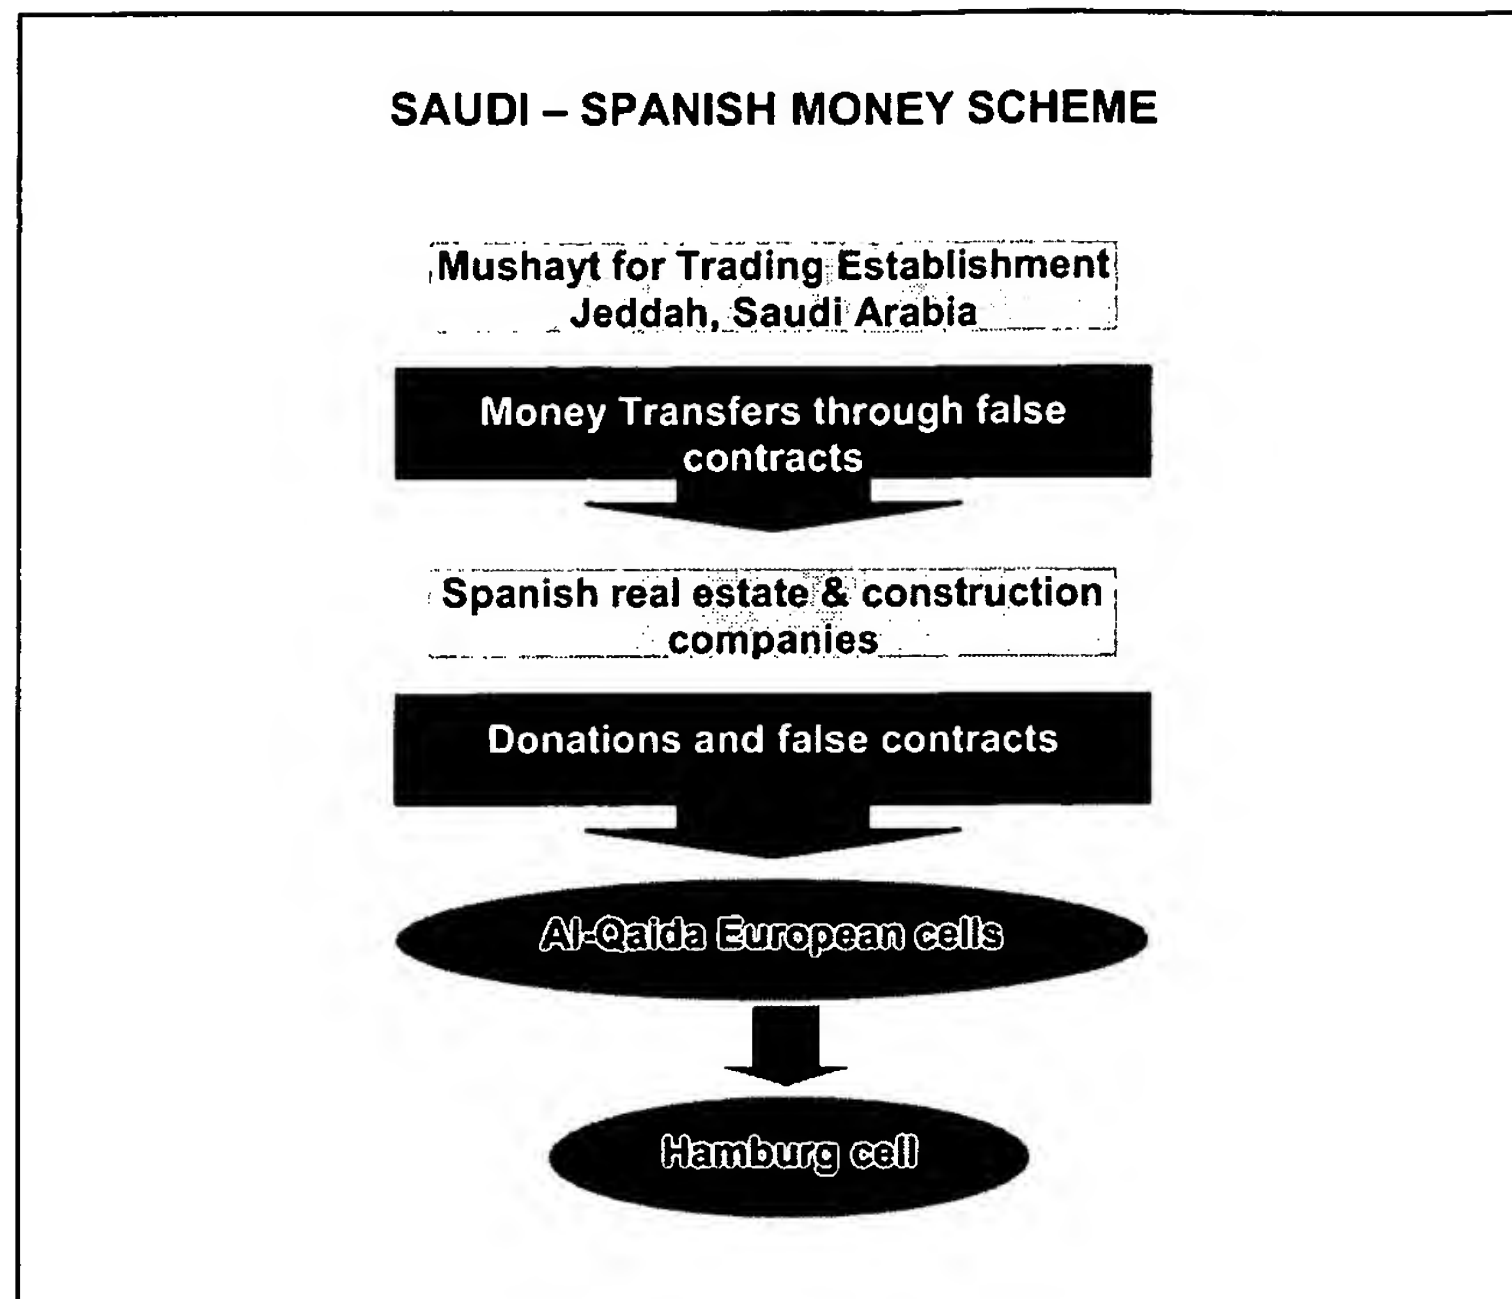 SAUDI – SPANISH MONEY SCHEME
Mushayt for Trading Establishment
Jeddah, Saudi Arabia
Money Transfers through false
contracts
Spanish real estate & construction
companies
Donations and false contracts
Al-Qaida European cells
Hamburg cell